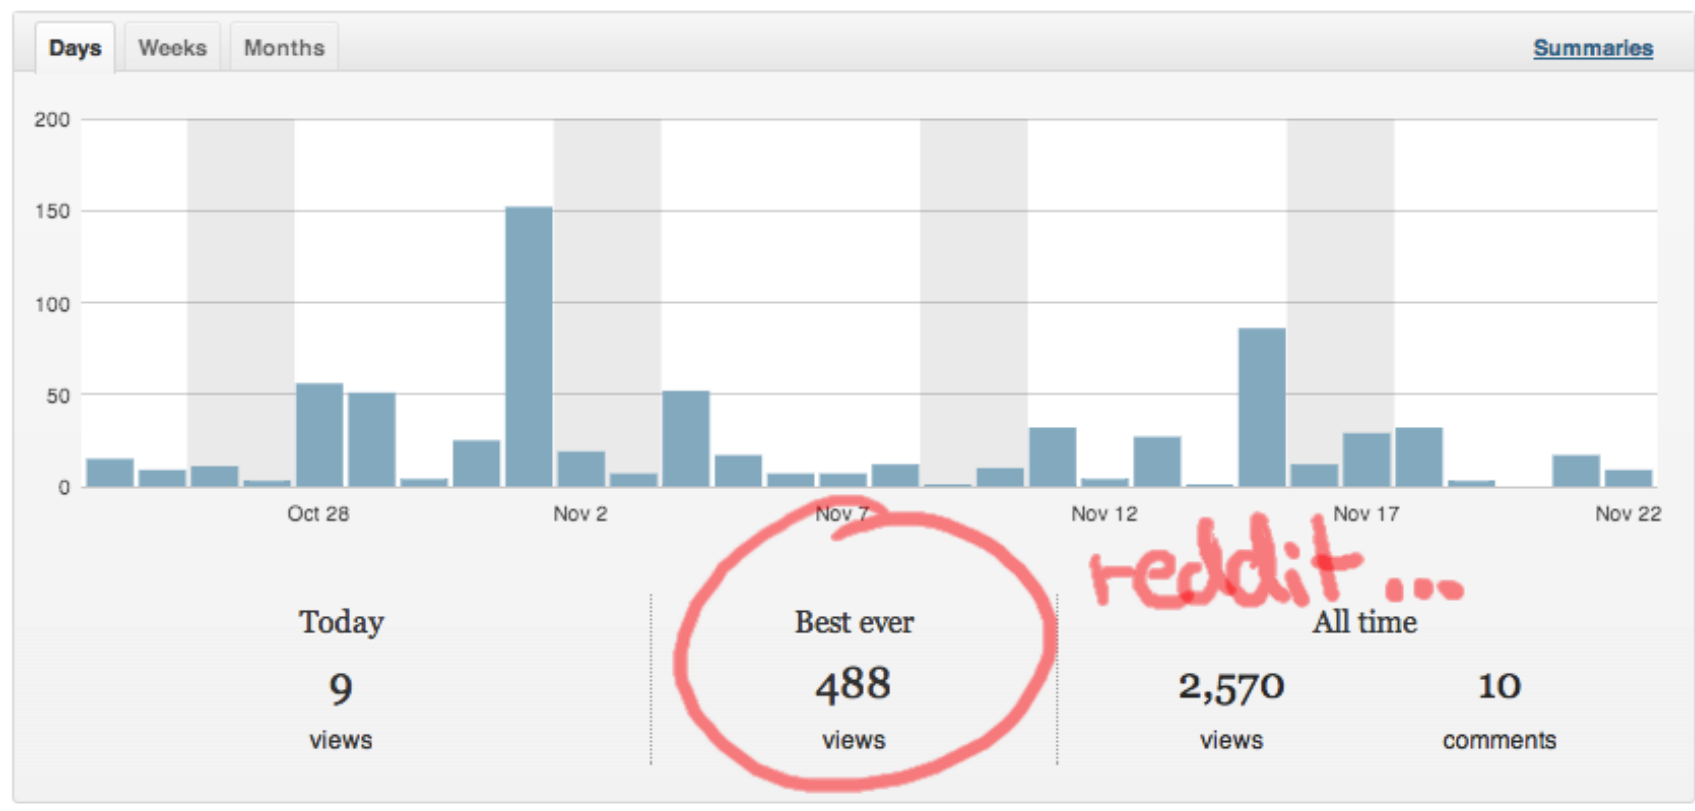 Days Weeks Months Summaries
200
150
100
50
0
Oct 28 Nov 2 Nov 7 Nov 12 Nov 17 Nov 22
reddit...
Today Best ever All time
9 488 2,570 10
views views views comments